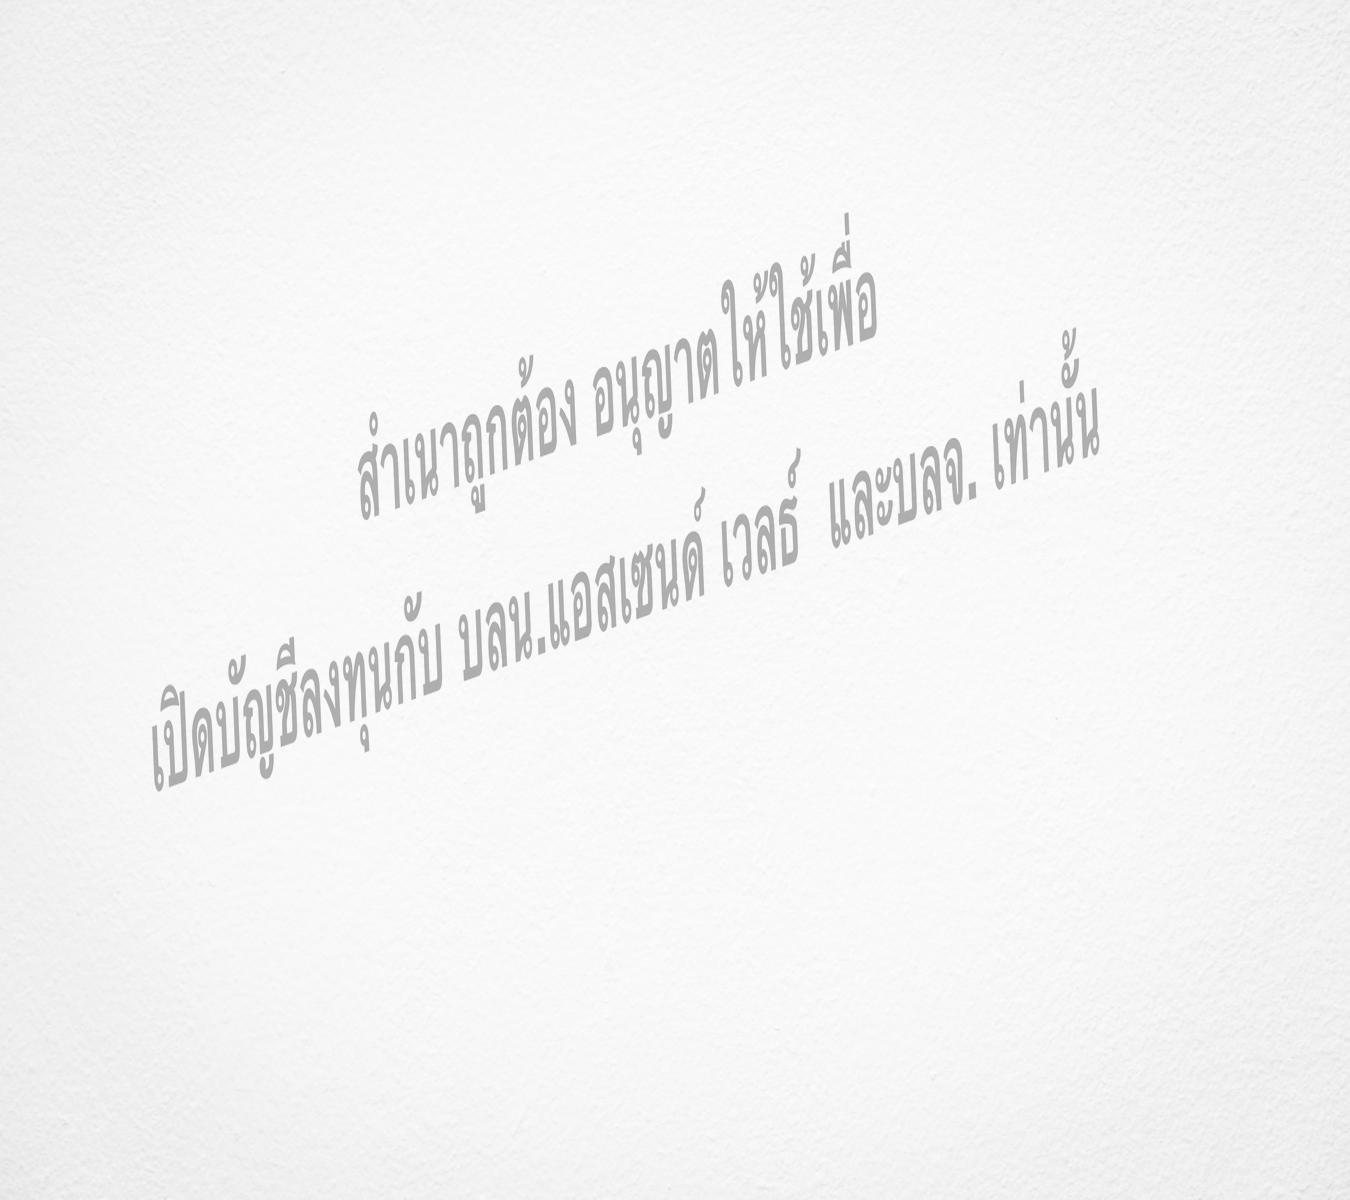 สำเนาถูกต้อง อนุญาตให้ใช้เพื่อ
เปิดบัญชีลงทุนกับ บลน.แอสเซนด์ เวลธ์ และบลจ. เท่านั้น